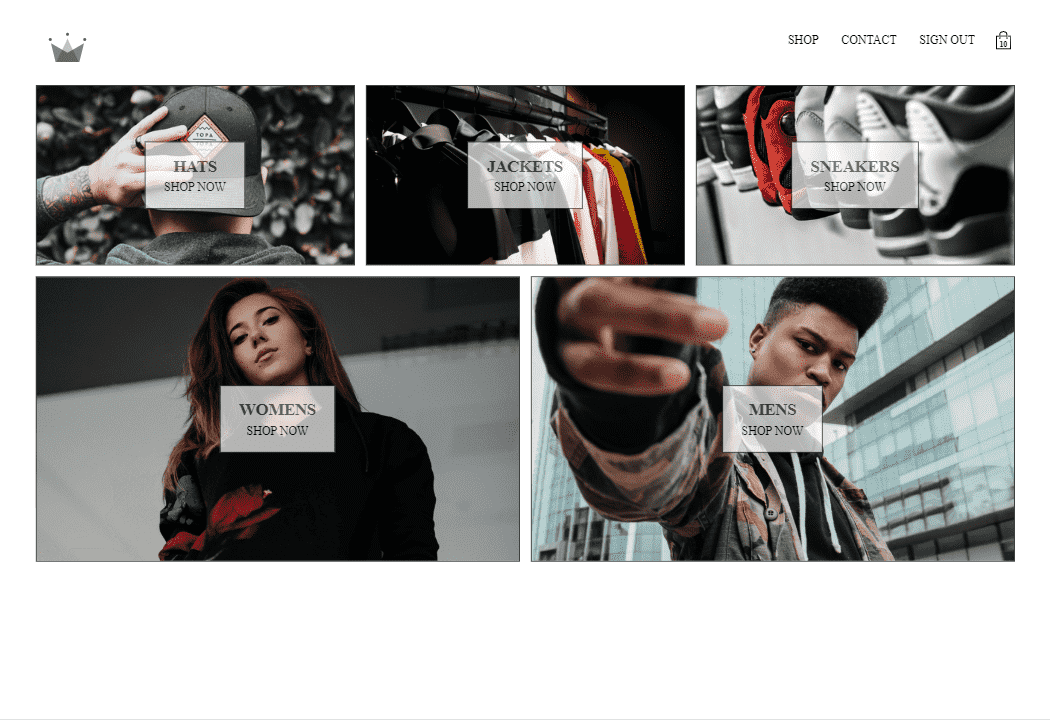 SHOP CONTACT SIGN OUT
10
TOPA
HATS
SHOP NOW
JACKETS
SHOP NOW
SNEAKERS
SHOP NOW
WOMENS
SHOP NOW
MENS
SHOP NOW